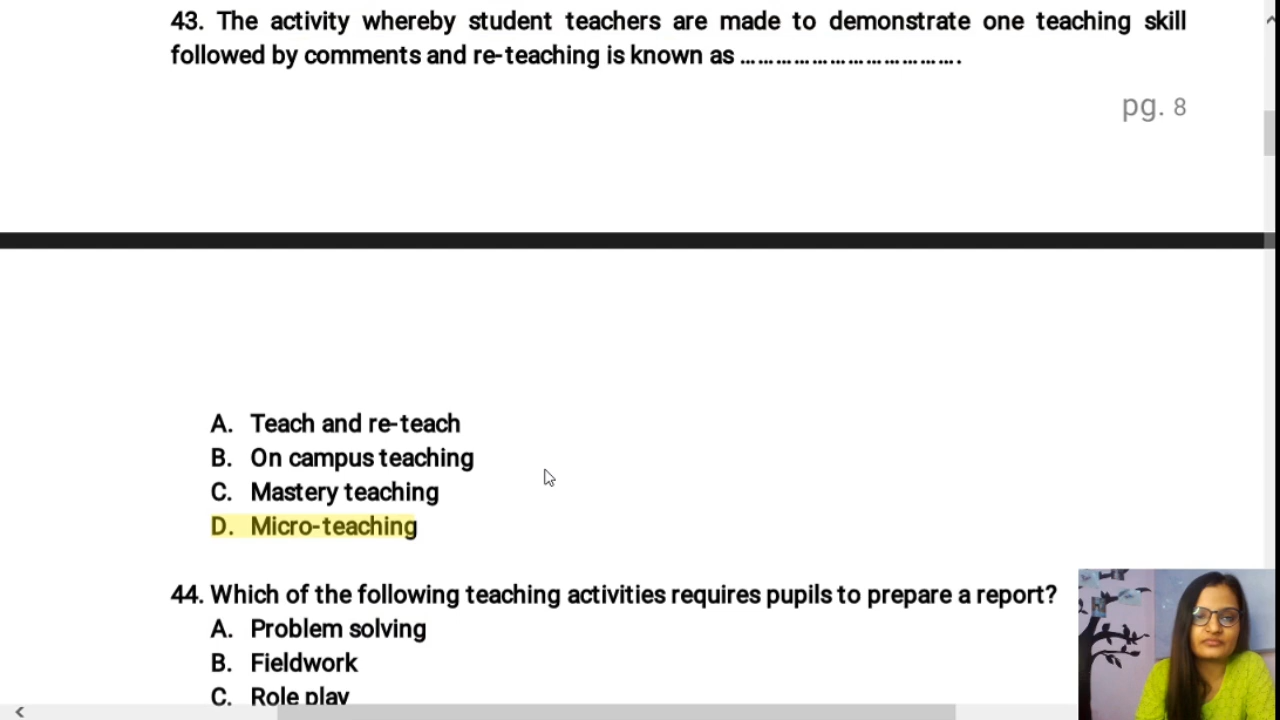 43. The activity whereby student teachers are made to demonstrate one teaching skill
followed by comments and re-teaching is known as ....................................
pg. 8
A. Teach and re-teach
B. On campus teaching
C. Mastery teaching
D. Micro-teaching
44. Which of the following teaching activities requires pupils to prepare a report?
A. Problem solving
B. Fieldwork
C. Role play